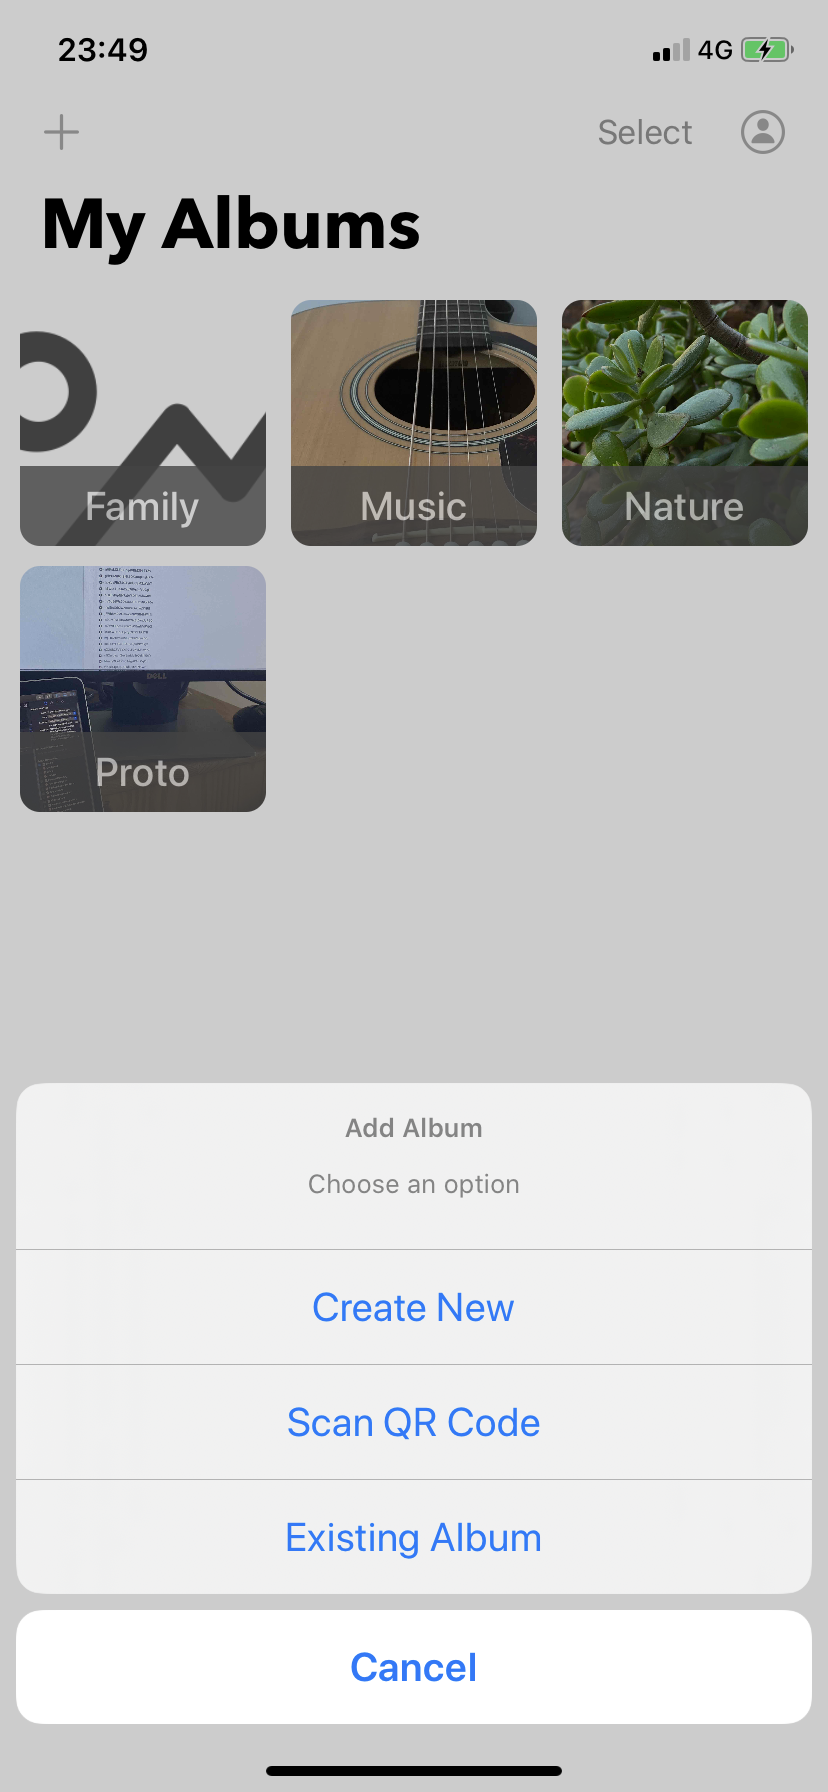 23:49
4G
Select
My Albums
Family
Music
Nature
DELL
Proto
Add Album
Choose an option
Create New
Scan QR Code
Existing Album
Cancel